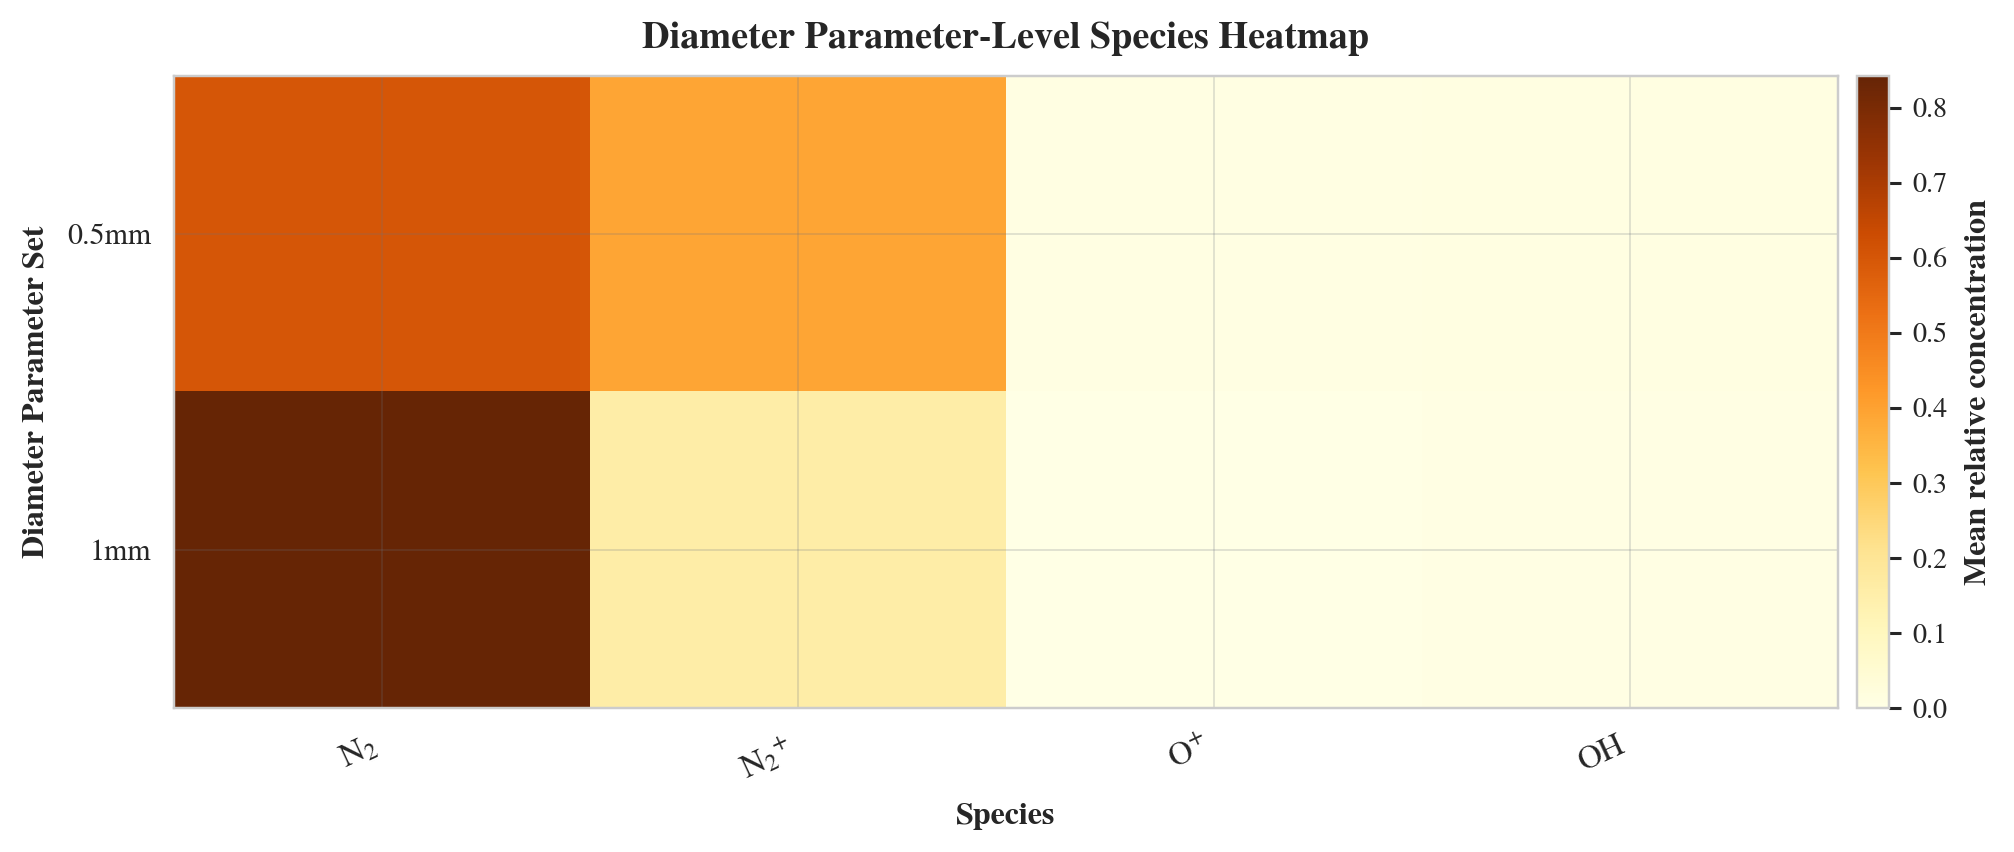 Diameter Parameter-Level Species Heatmap
Diameter Parameter Set
0.5mm
1mm
N₂
N₂⁺
O⁺
OH
Species
0.8
0.7
0.6
0.5
0.4
0.3
0.2
0.1
0.0
Mean relative concentration